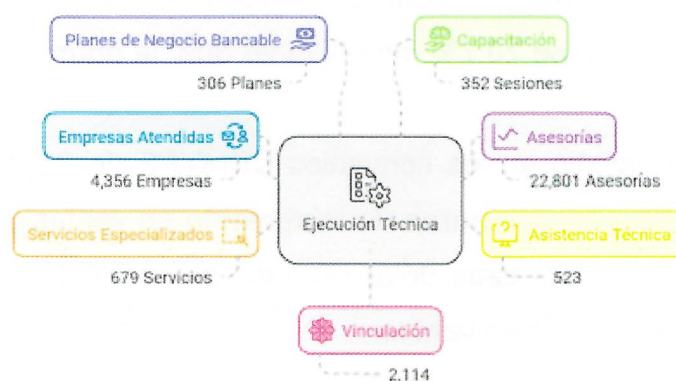 Planes de Negocio Bancable
306 Planes
Capacitación
352 Sesiones
Empresas Atendidas
4,356 Empresas
Asesorías
22,801 Asesorías
Ejecución Técnica
Servicios Especializados
679 Servicios
Asistencia Técnica
523
Vinculación
2,114